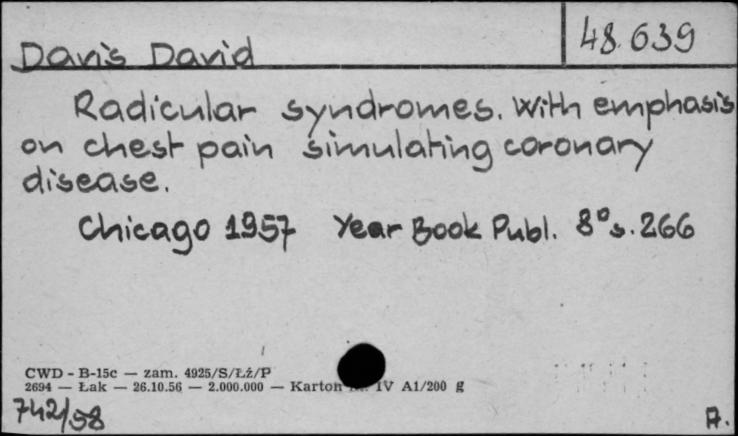 48.639
Davis David
Radicular syndromes. With emphasis
on chest pain simulating coronary
disease.
Chicago 1957 Year Book Publ. 8° s. 266
CWD - B-15c — zam. 4925/S/Łź/P
2694 — Łak — 26.10.56 — 2.000.000 — Karton IV A1/200 g
742/58
A.